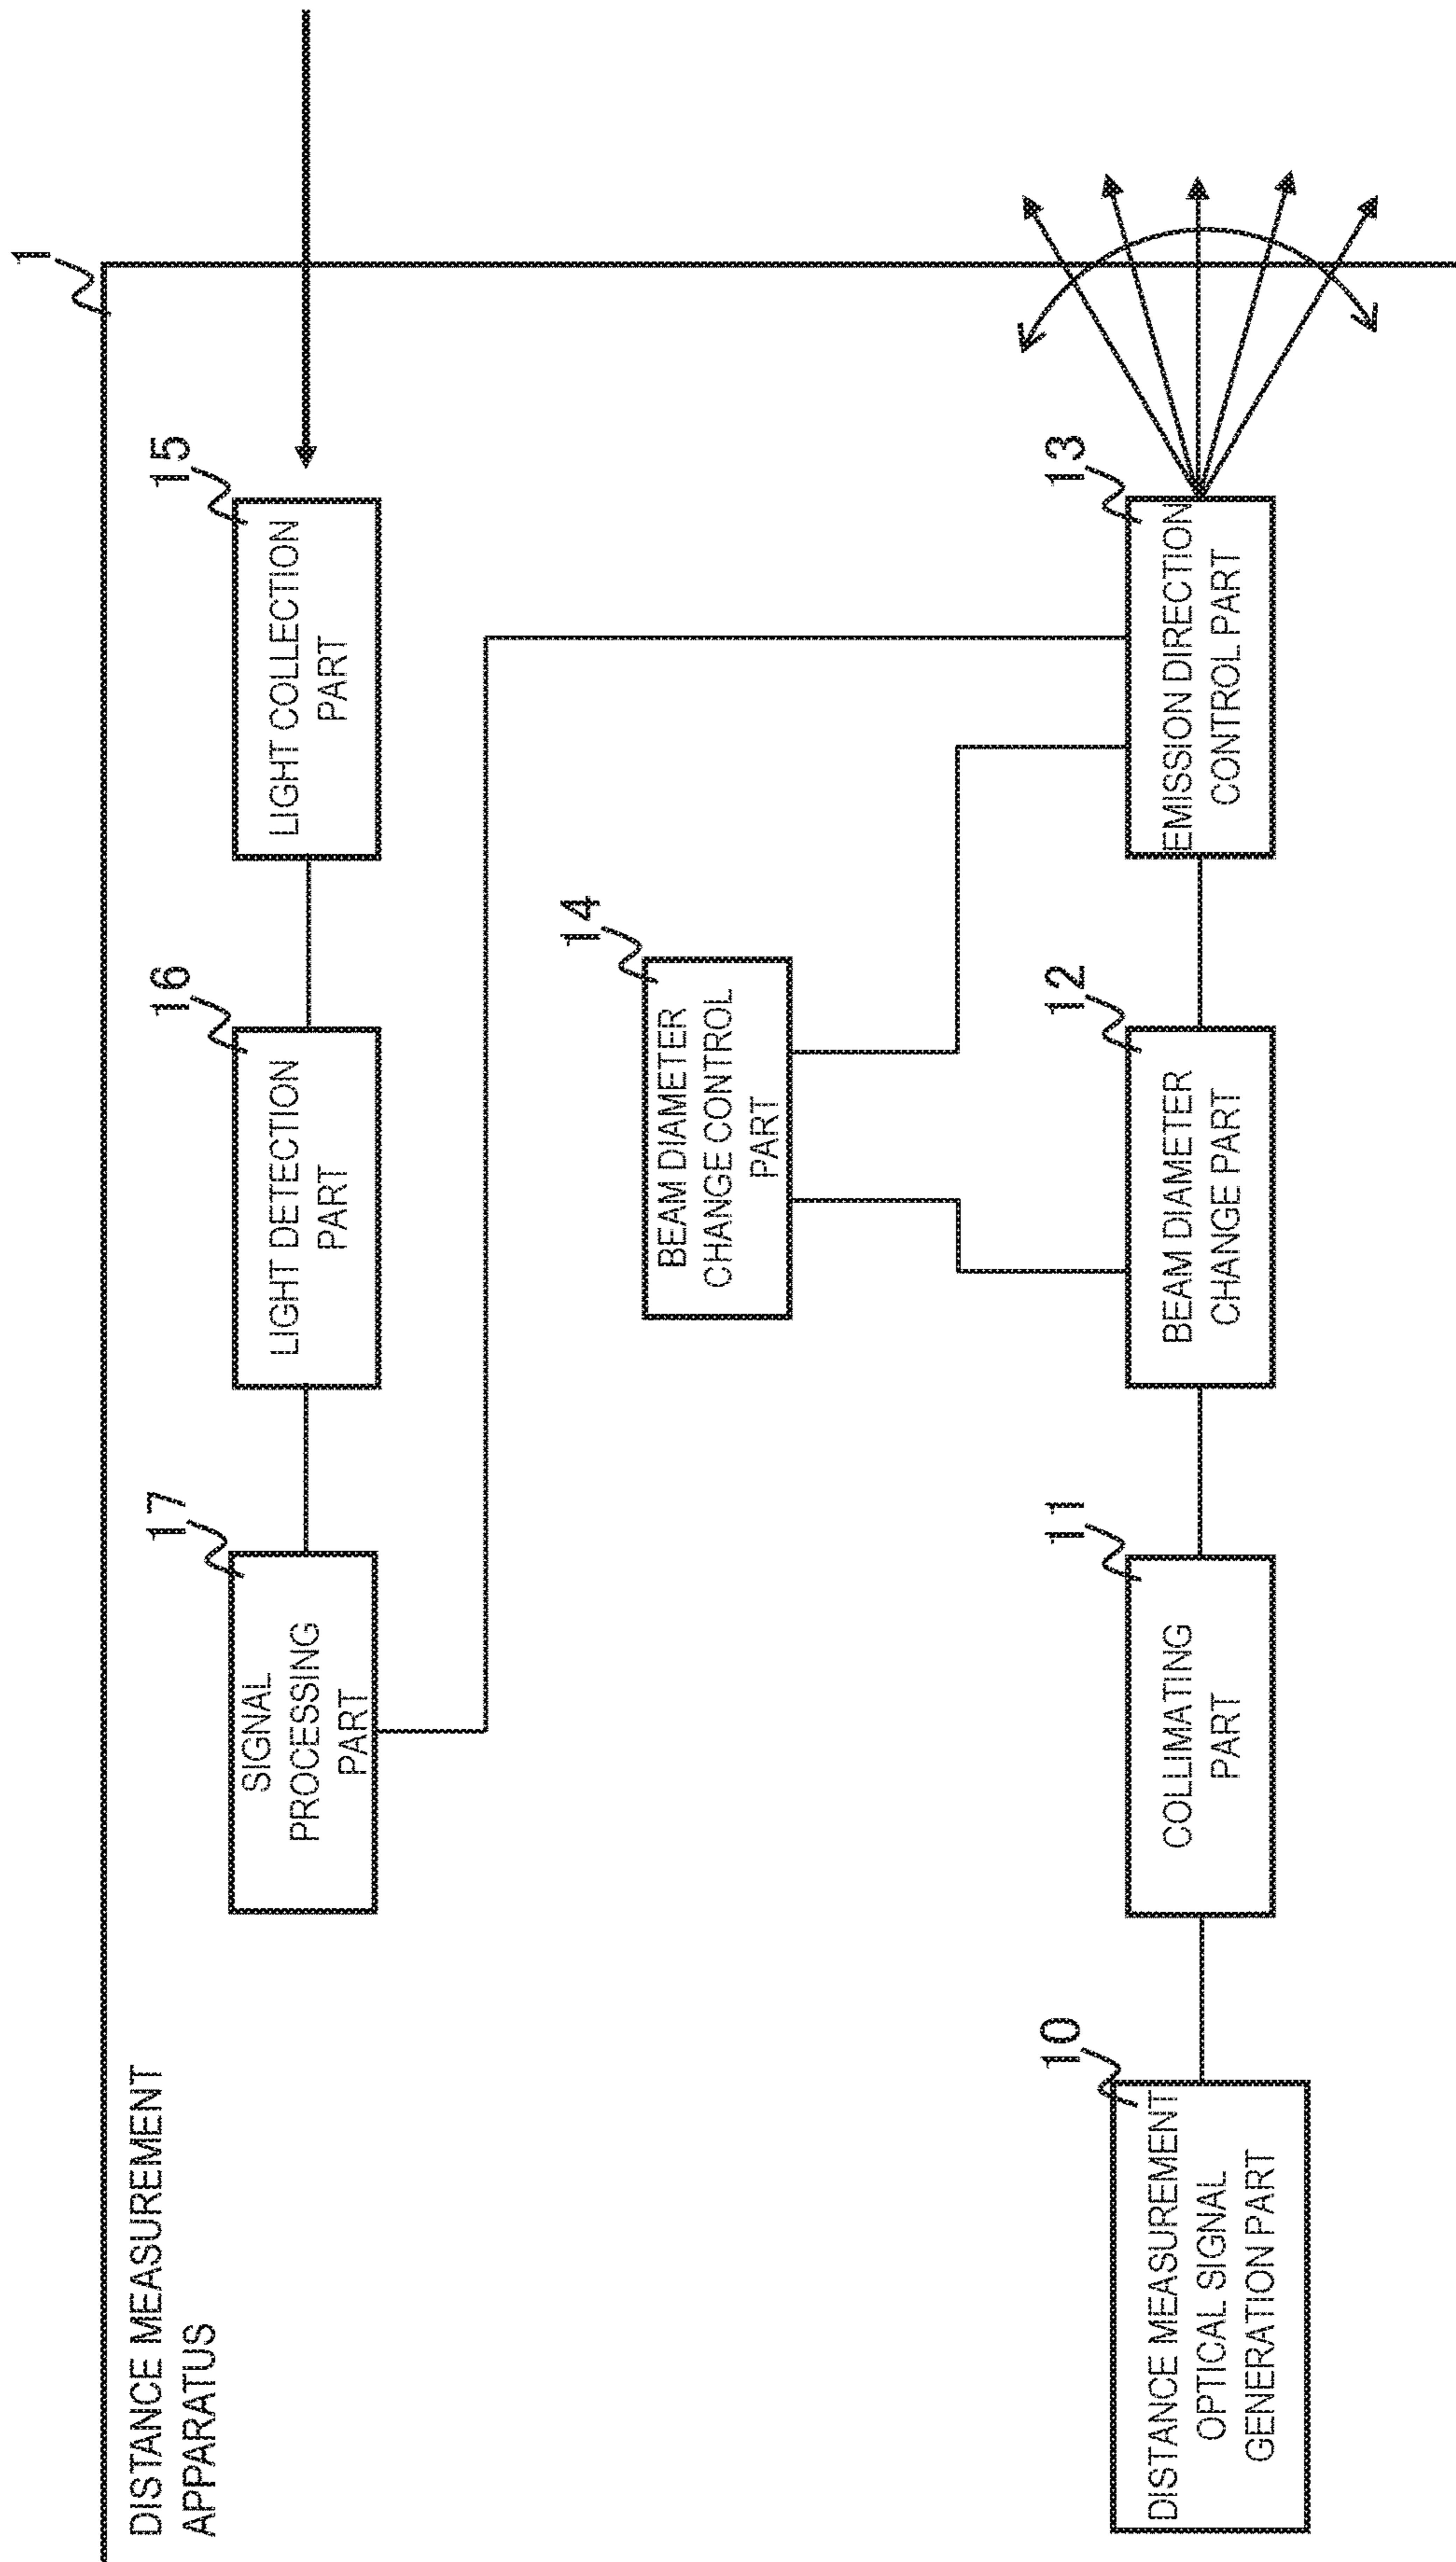 1
DISTANCE MEASUREMENT
APPARATUS
17
SIGNAL
PROCESSING
PART
16
LIGHT DETECTION
PART
15
LIGHT COLLECTION
PART
14
BEAM DIAMETER
CHANGE CONTROL
PART
10
DISTANCE MEASUREMENT
OPTICAL SIGNAL
GENERATION PART
11
COLLIMATING
PART
12
BEAM DIAMETER
CHANGE PART
13
EMISSION DIRECTION
CONTROL PART